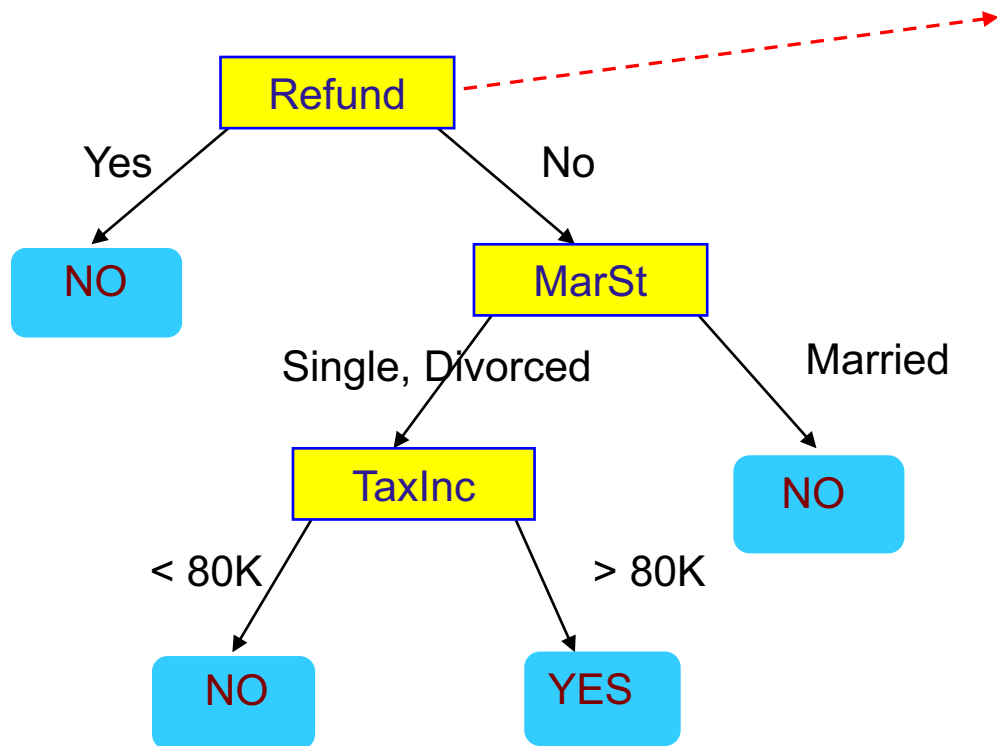 Refund
Yes
No
NO
MarSt
Single, Divorced
Married
TaxInc
NO
< 80K
> 80K
NO
YES